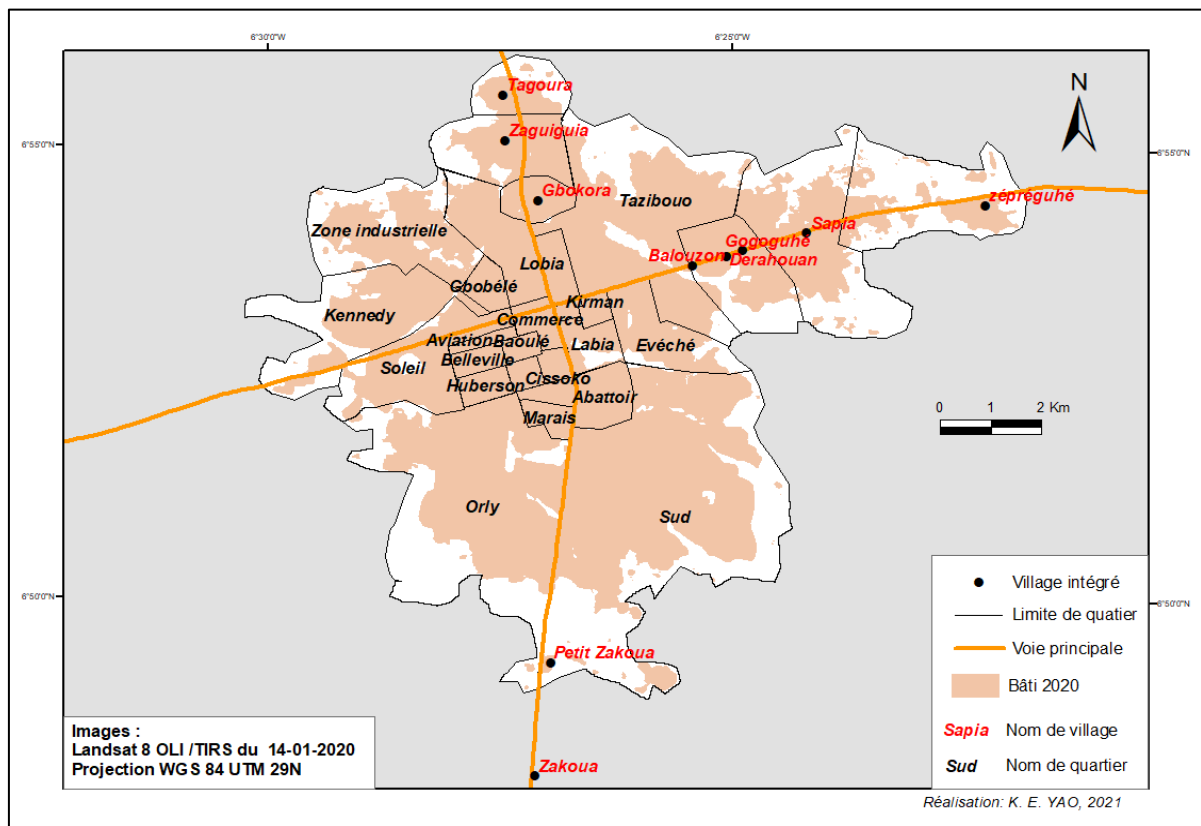 6°30'0"W
6°25'0"W
Tagoura
N
Zaguiguia
6°55'0"N
6°55'0"N
Gbokora
Tazibouo
zépréguhé
Zone industrielle
Sapia
Gogoguhé
Lobia
Balouzon
Derahouan
Gbobélé
Kirman
Kennedy
Commerce
Aviation
Baoulé
Labia
Evéché
Belleville
Soleil
Cissoko
Huberson
Abattoir
0 1 2 Km
Marais
Orly
Sud
Village intégré
6°50'0"N
6°50'0"N
Limite de quatier
Voie principale
Petit Zakoua
Bâti 2020
Images :
Sapia Nom de village
Landsat 8 OLI /TIRS du 14-01-2020
Projection WGS 84 UTM 29N
Zakoua
Sud Nom de quartier
Réalisation: K. E. YAO, 2021